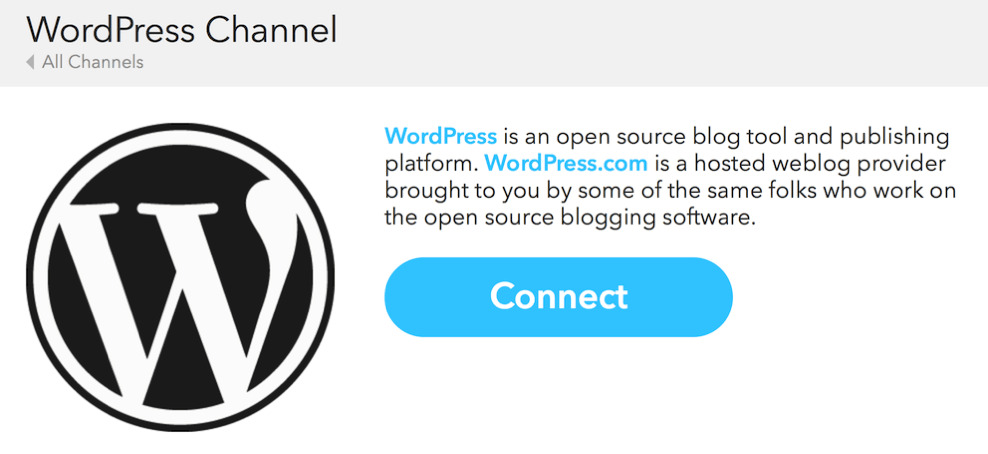 WordPress Channel
All Channels
WordPress is an open source blog tool and publishing
platform. WordPress.com is a hosted weblog provider
brought to you by some of the same folks who work on
the open source blogging software.
Connect